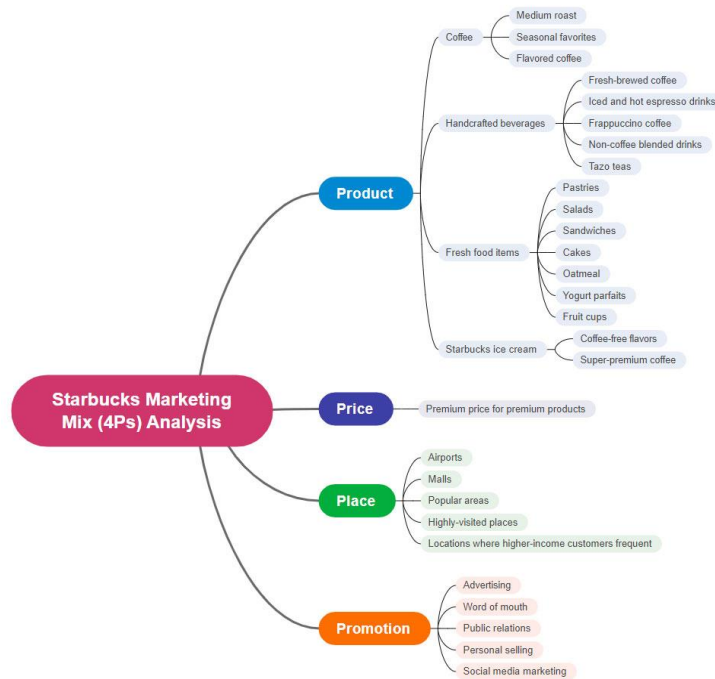 Starbucks Marketing
Mix (4Ps) Analysis
Product
Coffee
Medium roast
Seasonal favorites
Flavored coffee
Handcrafted beverages
Fresh-brewed coffee
Iced and hot espresso drinks
Frappuccino coffee
Non-coffee blended drinks
Tazo teas
Fresh food items
Pastries
Salads
Sandwiches
Cakes
Oatmeal
Yogurt parfaits
Fruit cups
Starbucks ice cream
Coffee-free flavors
Super-premium coffee
Price
Premium price for premium products
Place
Airports
Malls
Popular areas
Highly-visited places
Locations where higher-income customers frequent
Promotion
Advertising
Word of mouth
Public relations
Personal selling
Social media marketing